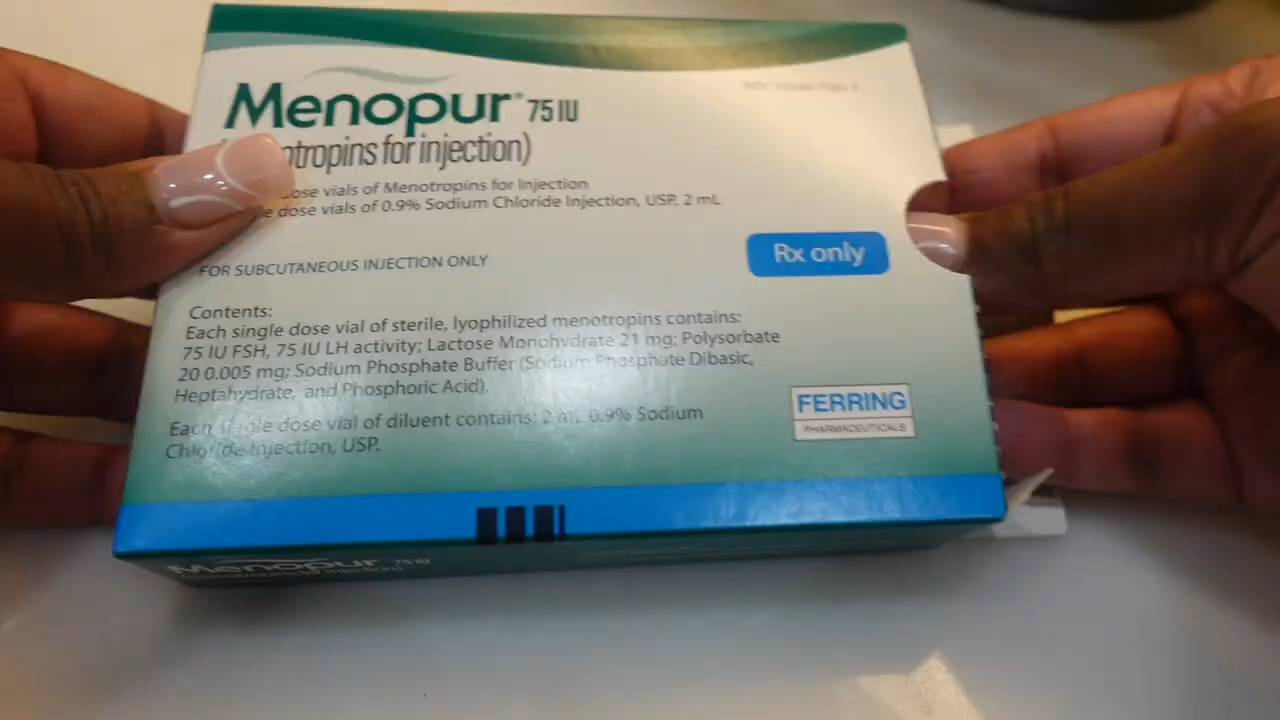 Menopur® 75 IU
otropins for injection)
dose vials of Menotropins for Injection
dose vials of 0.9% Sodium Chloride Injection, USP, 2 mL
FOR SUBCUTANEOUS INJECTION ONLY
Rx only
Contents:
Each single dose vial of sterile, lyophilized menotropins contains:
75 IU FSH, 75 IU LH activity; Lactose Monohydrate 21 mg; Polysorbate
20 0.005 mg; Sodium Phosphate Buffer (Sodium Phosphate Dibasic,
Heptahydrate, and Phosphoric Acid).
Each single dose vial of diluent contains: 2 mL 0.9% Sodium
Chloride Injection, USP.
FERRING
PHARMACEUTICALS
Menopur 75 IU